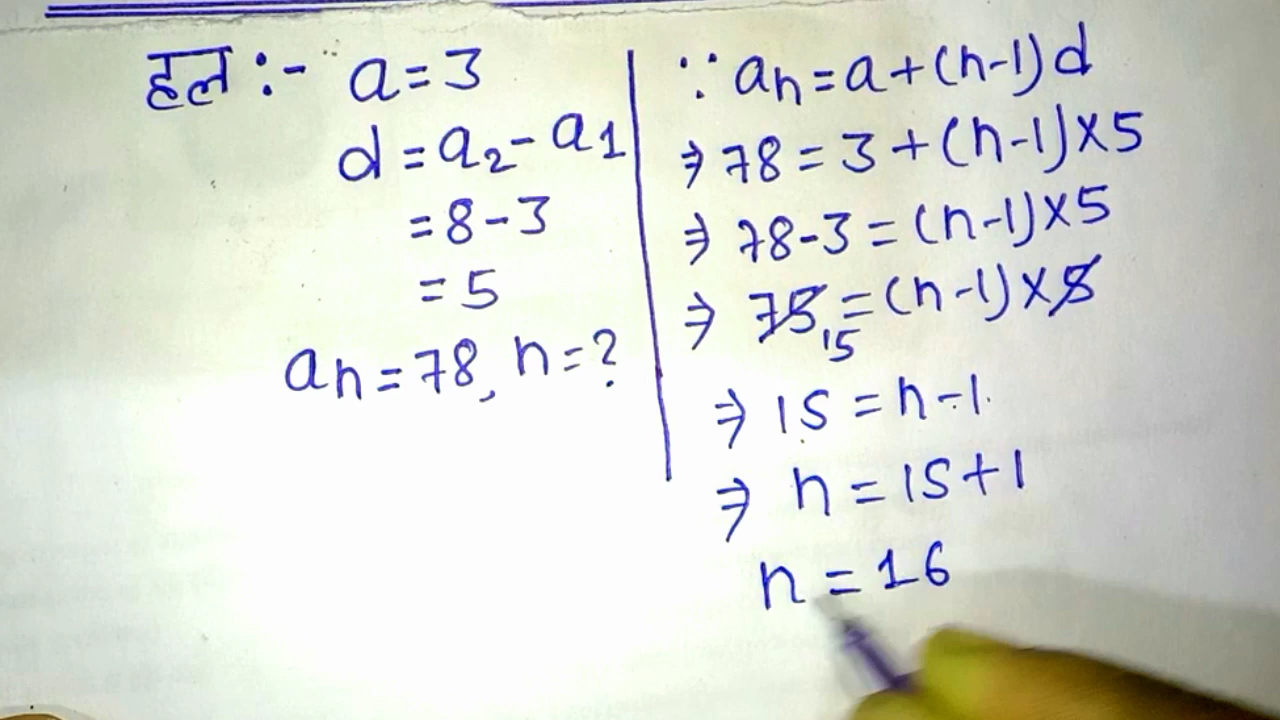 हल :- a = 3
d = a₂ - a₁
= 8 - 3
= 5
aₙ = 78, n = ?
∵ aₙ = a + (n-1) d
⇒ 78 = 3 + (n-1) × 5
⇒ 78 - 3 = (n-1) × 5
⇒ 75 = (n-1) × 5
15
⇒ 15 = n - 1
⇒ n = 15 + 1
n = 16